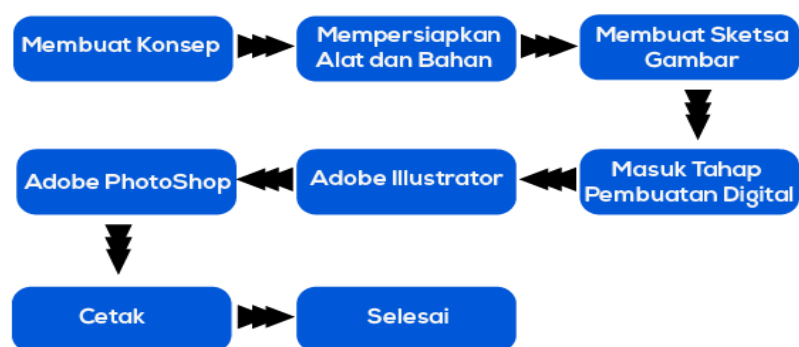 Membuat Konsep
Mempersiapkan
Alat dan Bahan
Membuat Sketsa
Gambar
Masuk Tahap
Pembuatan Digital
Adobe Illustrator
Adobe PhotoShop
Cetak
Selesai